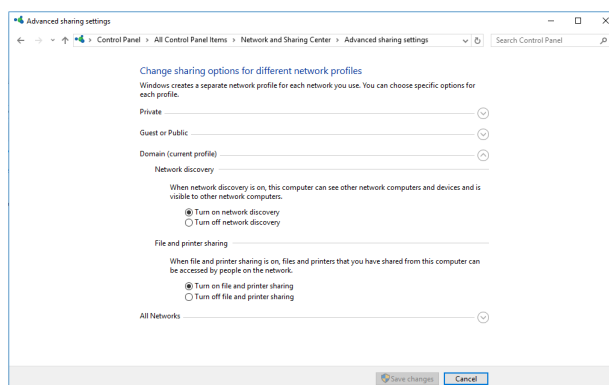 Advanced sharing settings
Control Panel > All Control Panel Items > Network and Sharing Center > Advanced sharing settings
Search Control Panel
Change sharing options for different network profiles
Windows creates a separate network profile for each network you use. You can choose specific options for
each profile.
Private
Guest or Public
Domain (current profile)
Network discovery
When network discovery is on, this computer can see other network computers and devices and is
visible to other network computers.
Turn on network discovery
Turn off network discovery
File and printer sharing
When file and printer sharing is on, files and printers that you have shared from this computer can
be accessed by people on the network.
Turn on file and printer sharing
Turn off file and printer sharing
All Networks
Save changes
Cancel